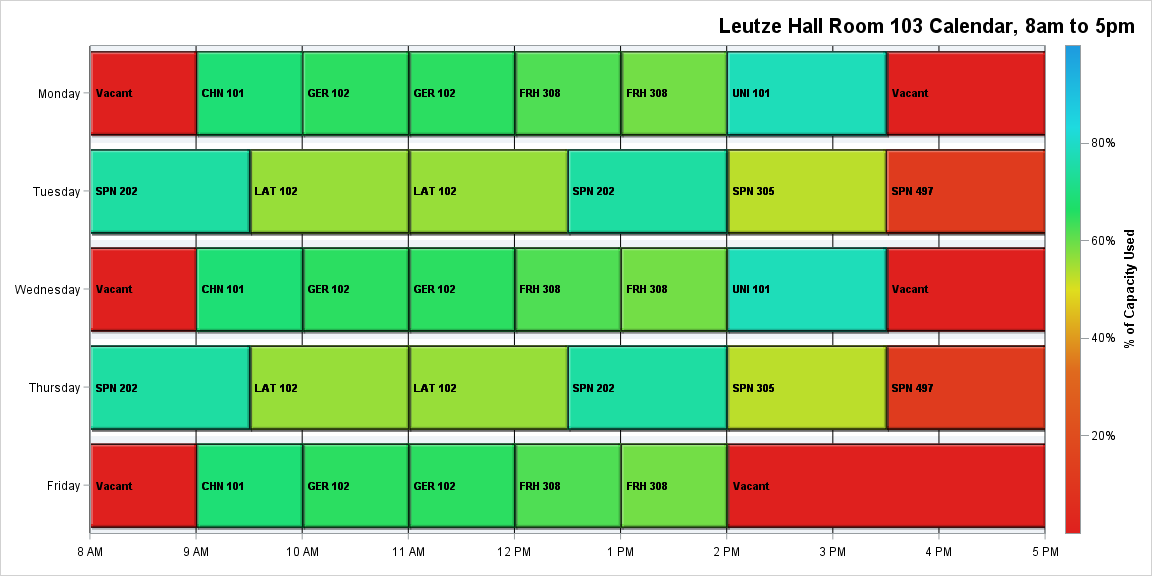 Leutze Hall Room 103 Calendar, 8am to 5pm
Monday
Vacant
CHN 101
GER 102
GER 102
FRH 308
FRH 308
UNI 101
Vacant
Tuesday
SPN 202
LAT 102
LAT 102
SPN 202
SPN 305
SPN 497
Wednesday
Vacant
CHN 101
GER 102
GER 102
FRH 308
FRH 308
UNI 101
Vacant
Thursday
SPN 202
LAT 102
LAT 102
SPN 202
SPN 305
SPN 497
Friday
Vacant
CHN 101
GER 102
GER 102
FRH 308
FRH 308
Vacant
8 AM
9 AM
10 AM
11 AM
12 PM
1 PM
2 PM
3 PM
4 PM
5 PM
80%
60%
40%
20%
% of Capacity Used